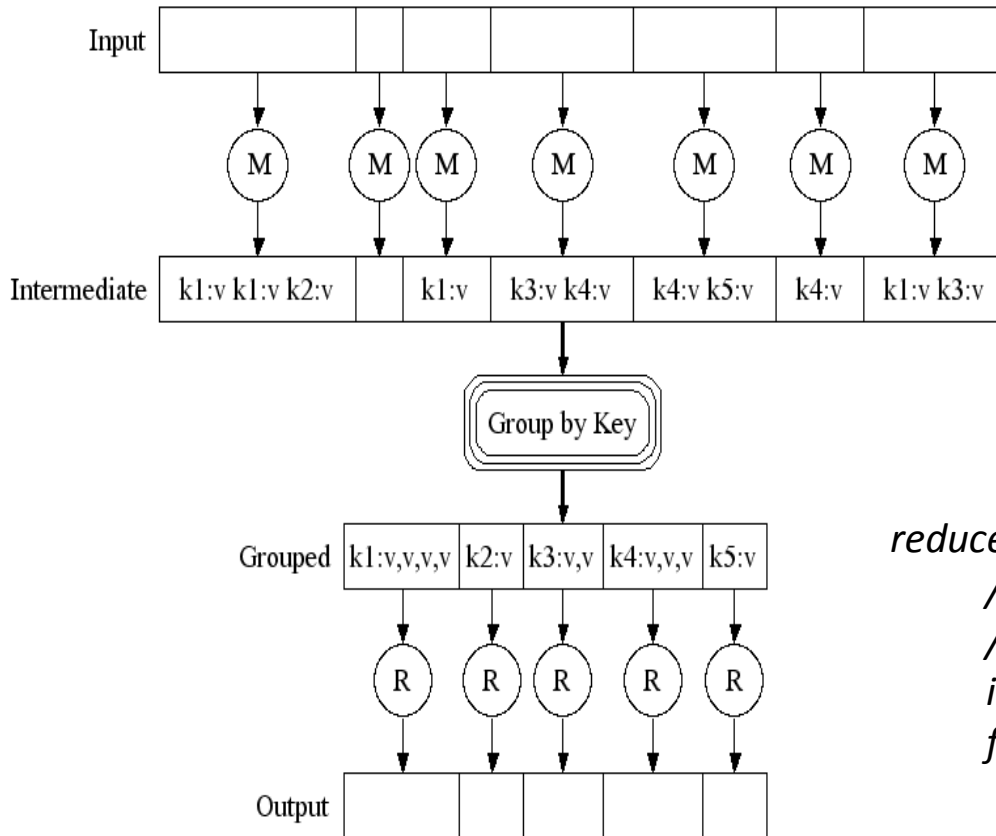 Input
M M M M M M M
Intermediate k1:v k1:v k2:v k1:v k3:v k4:v k4:v k5:v k4:v k1:v k3:v
Group by Key
Grouped k1:v,v,v,v k2:v k3:v,v k4:v,v,v k5:v
reduce
/
/
i
f
R R R R R
Output